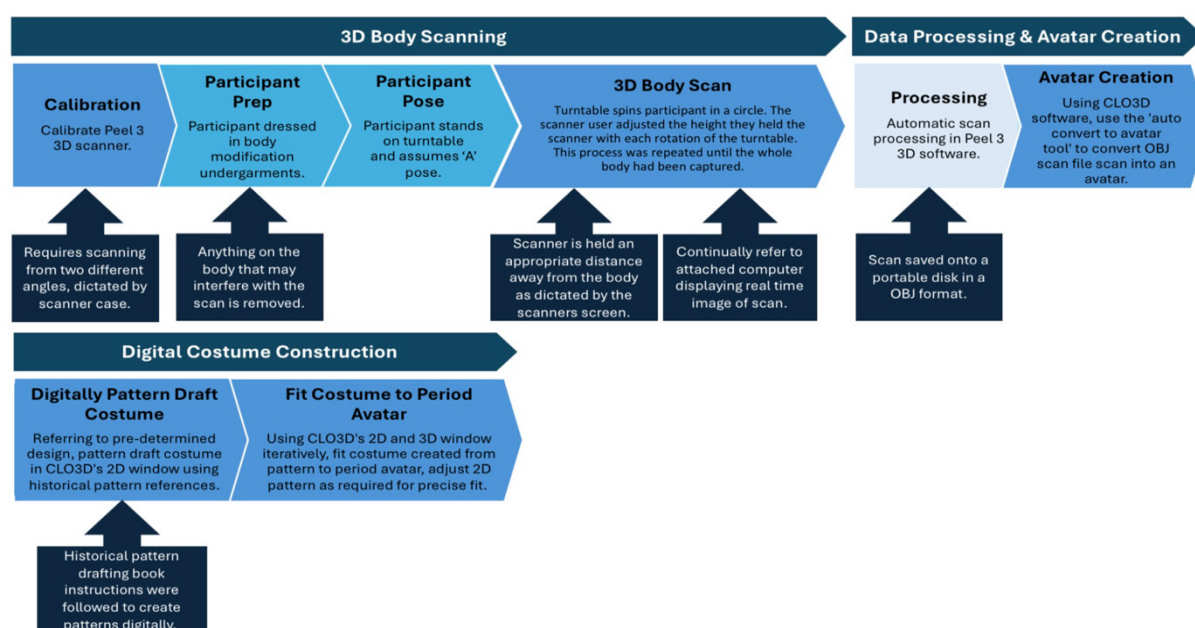 3D Body Scanning
Data Processing & Avatar Creation
Calibration
Calibrate Peel 3
3D scanner.
Participant
Prep
Participant dressed
in body
modification
undergarments.
Participant
Pose
Participant stands
on turntable
and assumes ‘A’
pose.
3D Body Scan
Turntable spins participant in a circle. The
scanner user adjusted the height they held the
scanner with each rotation of the turntable.
This process was repeated until the whole
body had been captured.
Processing
Automatic scan
processing in Peel 3
3D software.
Avatar Creation
Using CLO3D
software, use the 'auto
convert to avatar
tool' to convert OBJ
scan file scan into an
avatar.
Requires scanning
from two different
angles, dictated by
scanner case.
Anything on the
body that may
interfere with the
scan is removed.
Scanner is held an
appropriate distance
away from the body
as dictated by the
scanners screen.
Continually refer to
attached computer
displaying real time
image of scan.
Scan saved onto a
portable disk in a
OBJ format.
Digital Costume Construction
Digitally Pattern Draft
Costume
Referring to pre-determined
design, pattern draft costume
in CLO3D's 2D window using
historical pattern references.
Fit Costume to Period
Avatar
Using CLO3D's 2D and 3D window
iteratively, fit costume created from
pattern to period avatar, adjust 2D
pattern as required for precise fit.
Historical pattern
drafting book
instructions were
followed to create
patterns digitally.